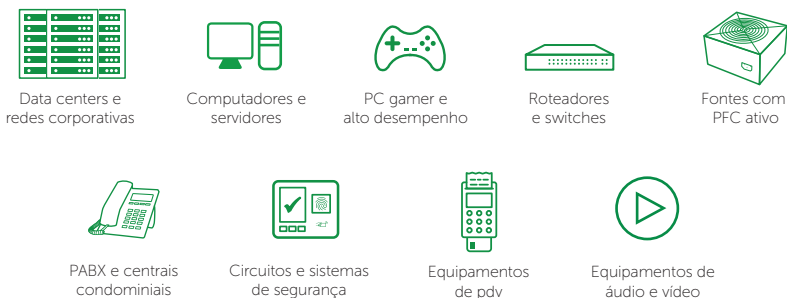 Data centers e
redes corporativas
Computadores e
servidores
PC gamer e
alto desempenho
Roteadores
e switches
Fontes com
PFC ativo
PABX e centrais
condominiais
Circuitos e sistemas
de segurança
Equipamentos
de pdv
Equipamentos de
áudio e vídeo